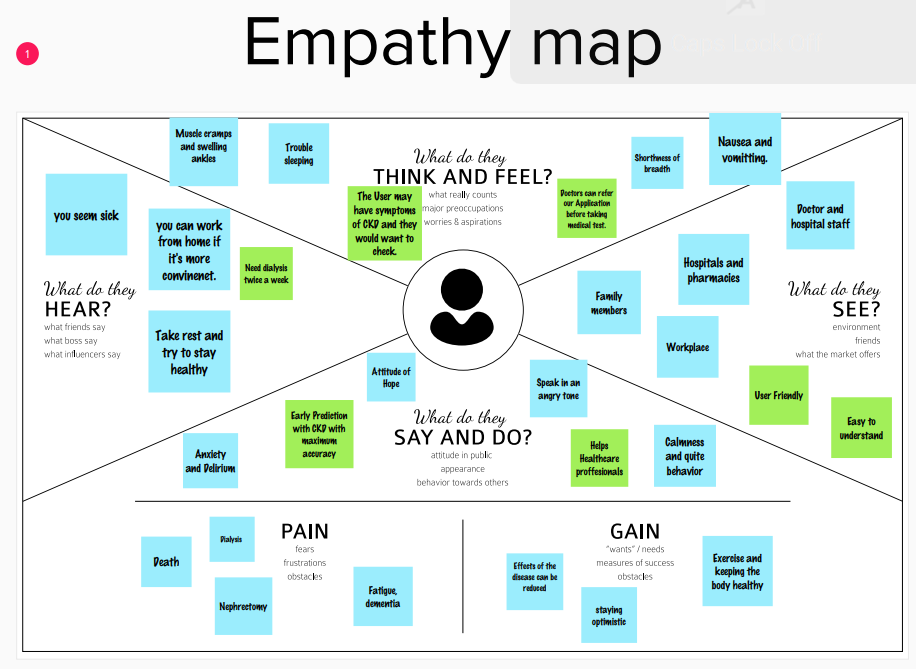 Empathy map
1
Muscle cramps
and swelling
ankles
Trouble
sleeping
What do they
THINK AND FEEL?
what really counts
major preoccupations
worries & aspirations
The User may
have symptoms
of CKD and they
would want to
check.
Doctors can refer
our Application
before taking
medical test.
Shorthness of
breadth
Nausea and
vomitting.
you seem sick
you can work
from home if
it's more
convinenet.
Need dialysis
twice a week
What do they
HEAR?
what friends say
what boss say
what influencers say
Take rest and
try to stay
healthy
Doctor and
hospital staff
Hospitals and
pharmacies
Family
members
Workplace
What do they
SEE?
environment
friends
what the market offers
User Friendly
Easy to
understand
Attitude of
Hope
Speak in an
angry tone
Early Prediction
with CKD with
maximum
accuracy
What do they
SAY AND DO?
attitude in public
appearance
behavior towards others
Anxiety
and Delirium
Helps
Healthcare
proffesionals
Calmness
and quite
behavior
PAIN
fears
frustrations
obstacles
Death
Dialysis
Nephrectomy
Fatigue,
dementia
GAIN
"wants" / needs
measures of success
obstacles
Effects of the
disease can be
reduced
staying
optimistic
Exercise and
keeping the
body healthy